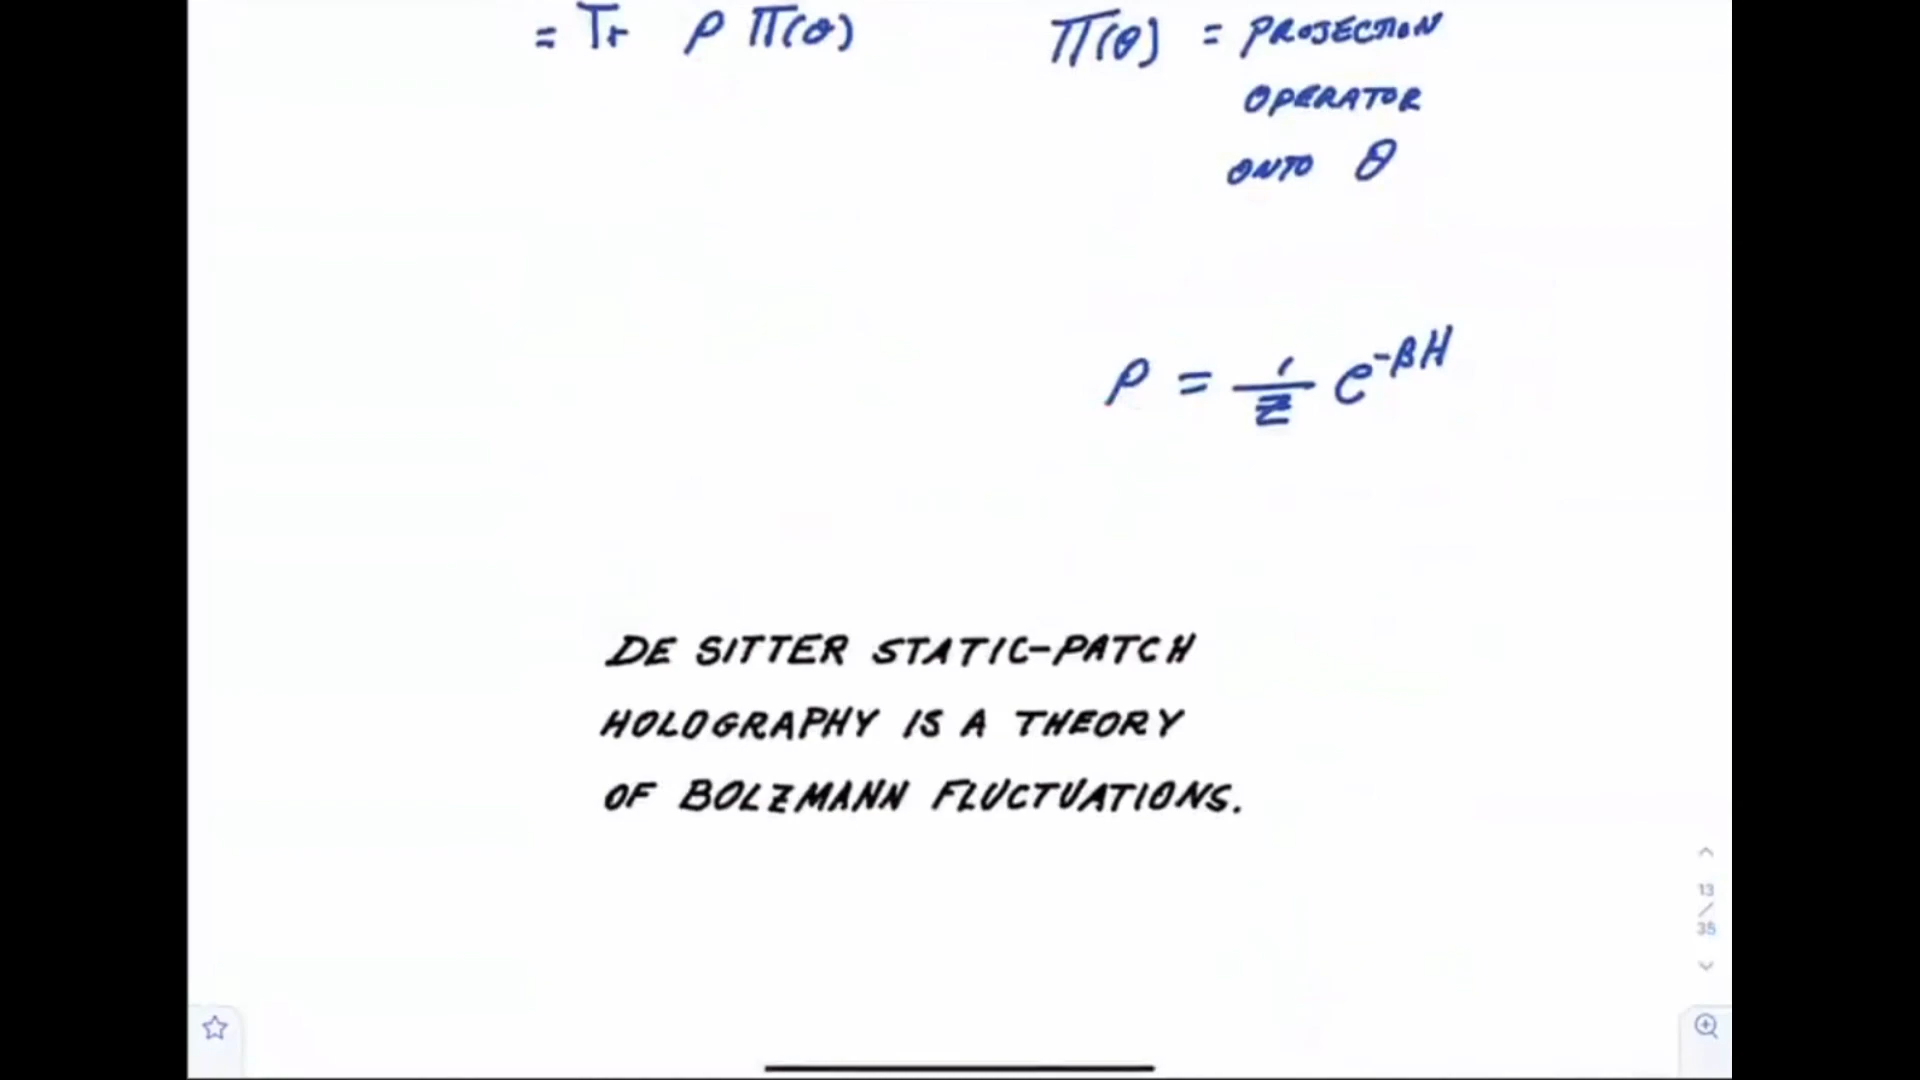 = Tr ρ Π(θ) Π(θ) = PROJECTION
OPERATOR
ONTO θ
ρ = 1/Z e^{-βH}
DE SITTER STATIC-PATCH
HOLOGRAPHY IS A THEORY
OF BOLZMANN FLUCTUATIONS.
13
/
35